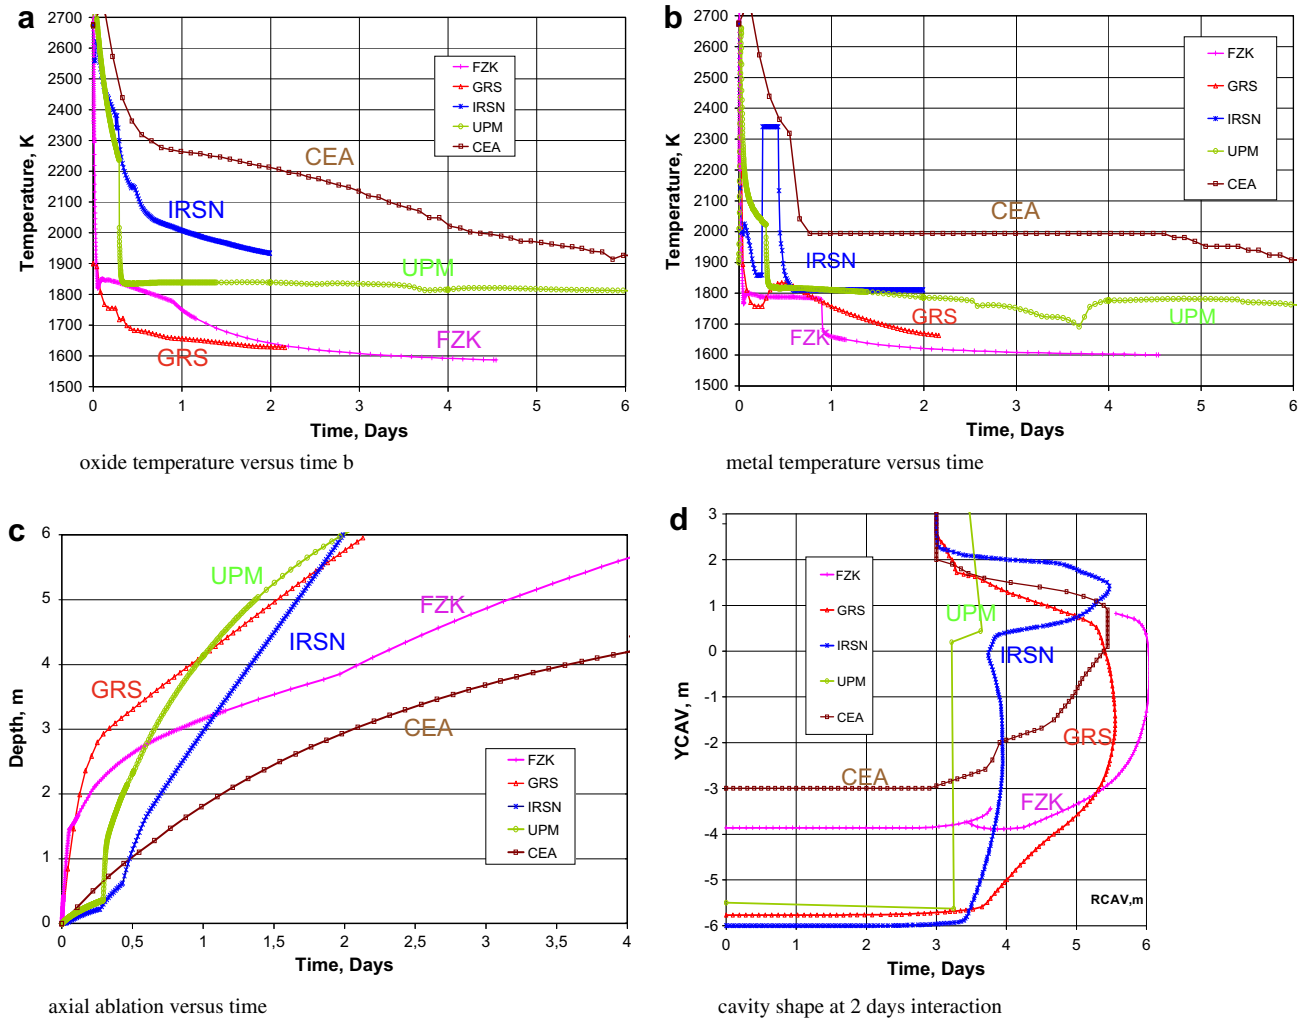 a
2700
2700
2600
2500
2400
2300
2200
2100
2000
1900
1800
1700
1600
1500
Temperature, K
FZK
GRS
IRSN
UPM
CEA
CEA
IRSN
UPM
FZK
GRS
0 1 2 3 4 5 6
Time, Days
oxide temperature versus time b
b
2700
2700
2600
2500
2400
2300
2200
2100
2000
1900
1800
1700
1600
1500
Temperature, K
FZK
GRS
IRSN
UPM
CEA
CEA
IRSN
GRS
UPM
FZK
0 1 2 3 4 5 6
Time, Days
metal temperature versus time
c
6
5
4
3
2
1
0
Depth, m
UPM
FZK
IRSN
GRS
CEA
FZK
GRS
IRSN
UPM
CEA
0 0,5 1 1,5 2 2,5 3 3,5 4
Time, Days
axial ablation versus time
d
3
2
1
0
-1
-2
-3
-4
-5
-6
YCAV, m
FZK
GRS
IRSN
UPM
CEA
UPM
IRSN
GRS
CEA
FZK
RCAV,m
0 1 2 3 4 5 6
Time, Days
cavity shape at 2 days interaction